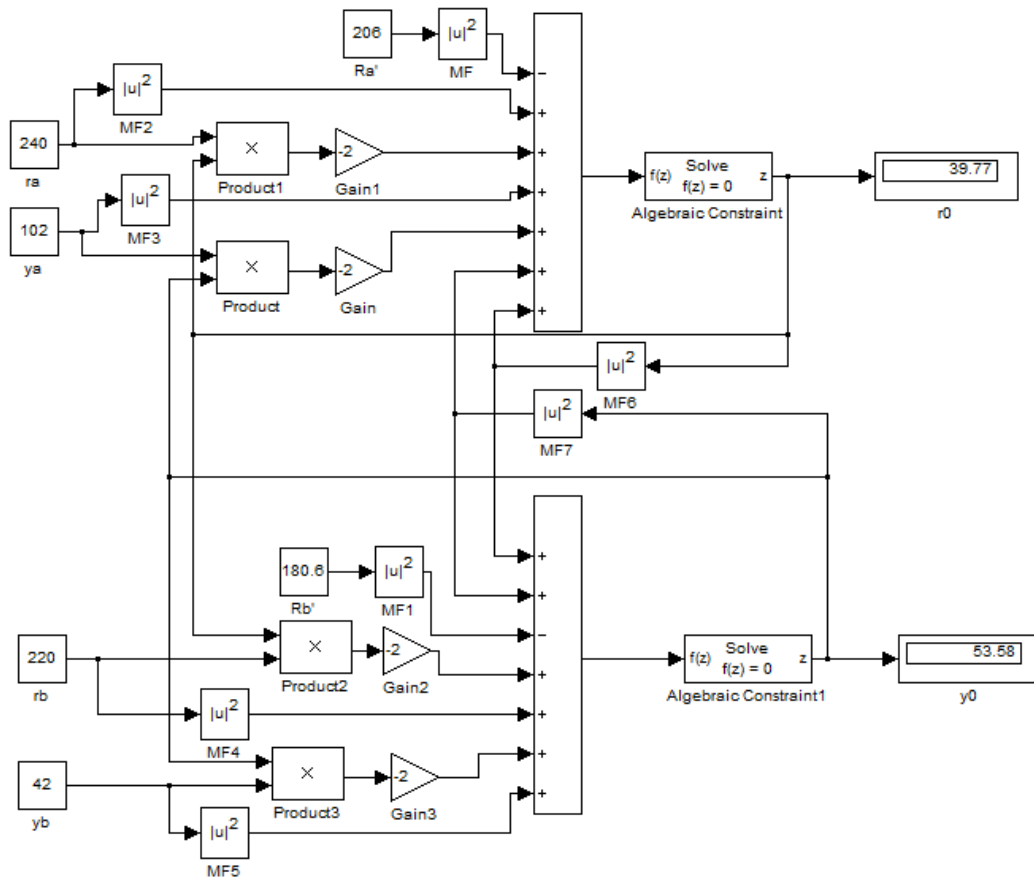 206
Ra'
|u|²
MF
−
|u|²
MF2
+
240
ra
×
Product1
-2
Gain1
+
f(z)
Solve
f(z) = 0
z
Algebraic Constraint
39.77
r0
|u|²
MF3
+
102
ya
×
Product
-2
Gain
+
+
+
|u|²
MF6
|u|²
MF7
+
180.6
Rb'
|u|²
MF1
+
−
220
rb
×
Product2
-2
Gain2
+
f(z)
Solve
f(z) = 0
z
Algebraic Constraint1
53.58
y0
|u|²
MF4
+
42
yb
×
Product3
-2
Gain3
+
|u|²
MF5
+